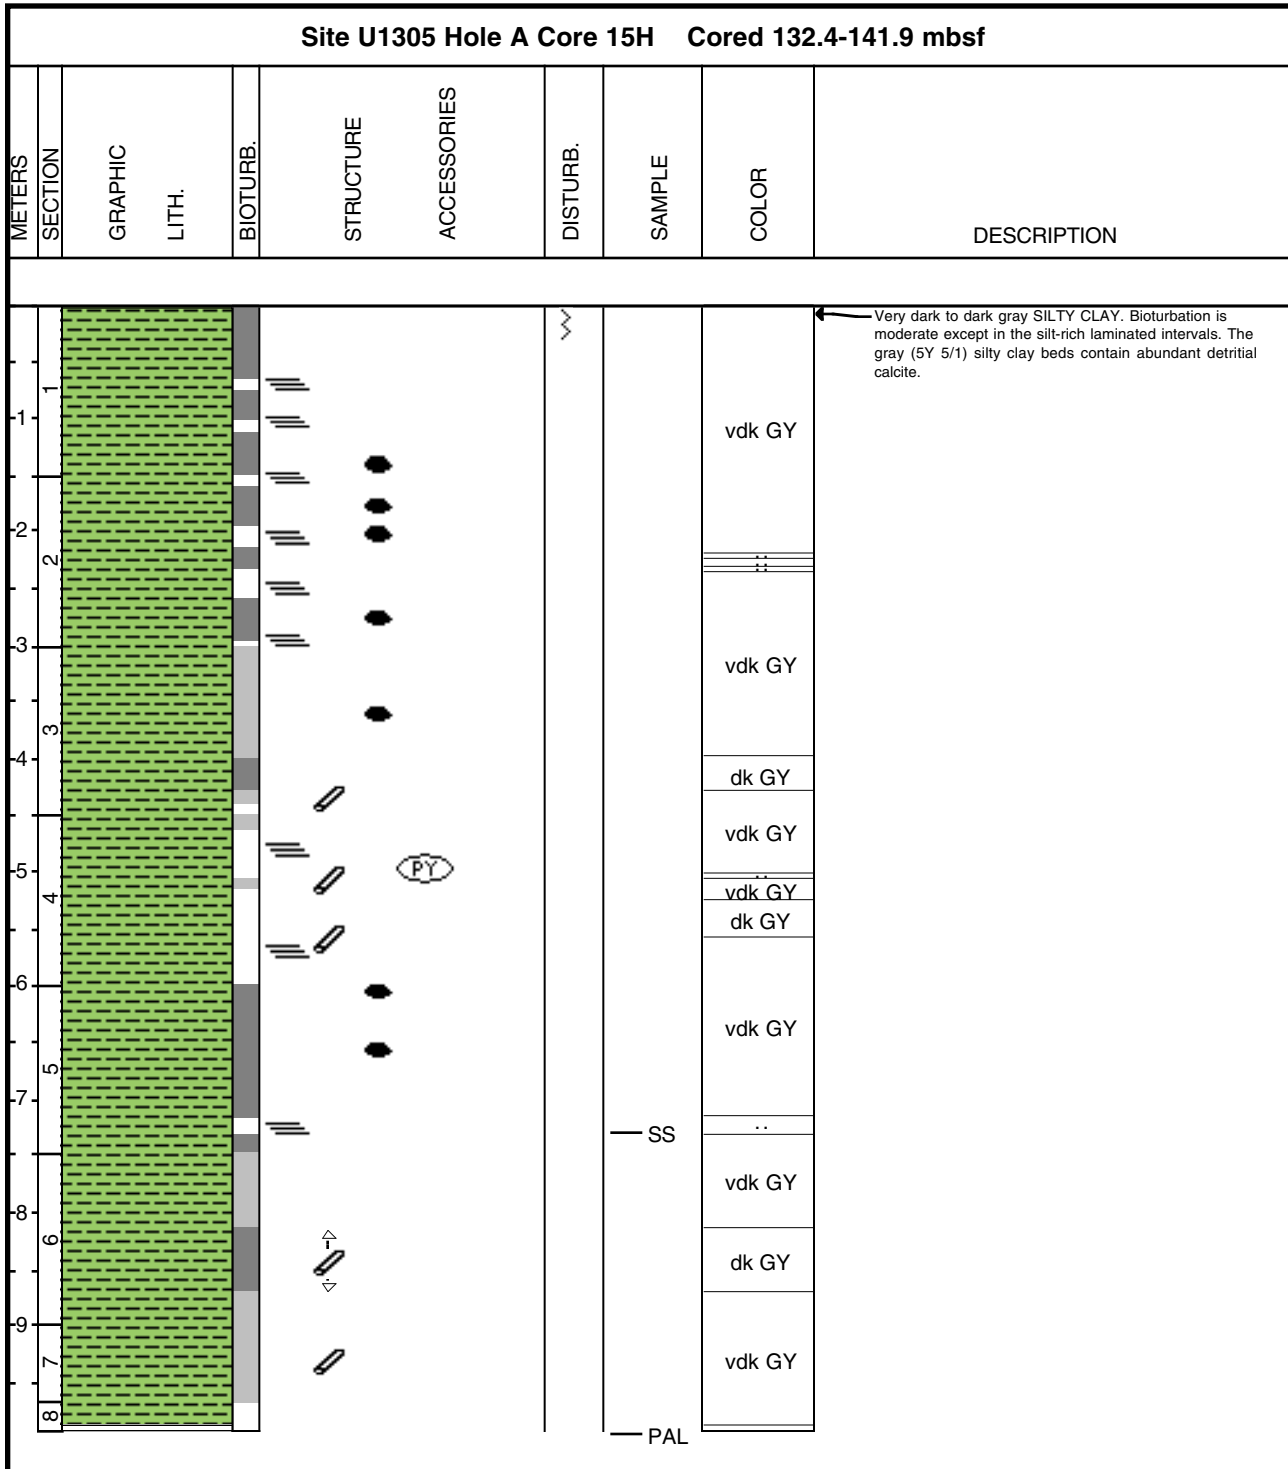 Site U1305 Hole A Core 15H Cored 132.4-141.9 mbsf
METERS
SECTION
GRAPHIC
LITH.
BIOTURB.
STRUCTURE
ACCESSORIES
DISTURB.
SAMPLE
COLOR
DESCRIPTION
Very dark to dark gray SILTY CLAY. Bioturbation is
moderate except in the silt-rich laminated intervals. The
gray (5Y 5/1) silty clay beds contain abundant detritial
calcite.
1
1
vdk GY
2
2
3
vdk GY
3
4
dk GY
vdk GY
5
PY
4
vdk GY
dk GY
6
vdk GY
5
7
SS
vdk GY
8
6
dk GY
9
7
vdk GY
8
PAL